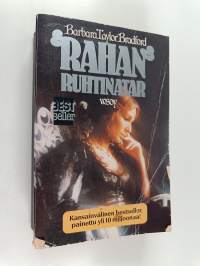 Barbara Taylor Bradford
RAHAN
RUHTINATAR
wsoy
BEST
seller
Kansainvälinen bestseller,
painettu yli 10 miljoonaa!